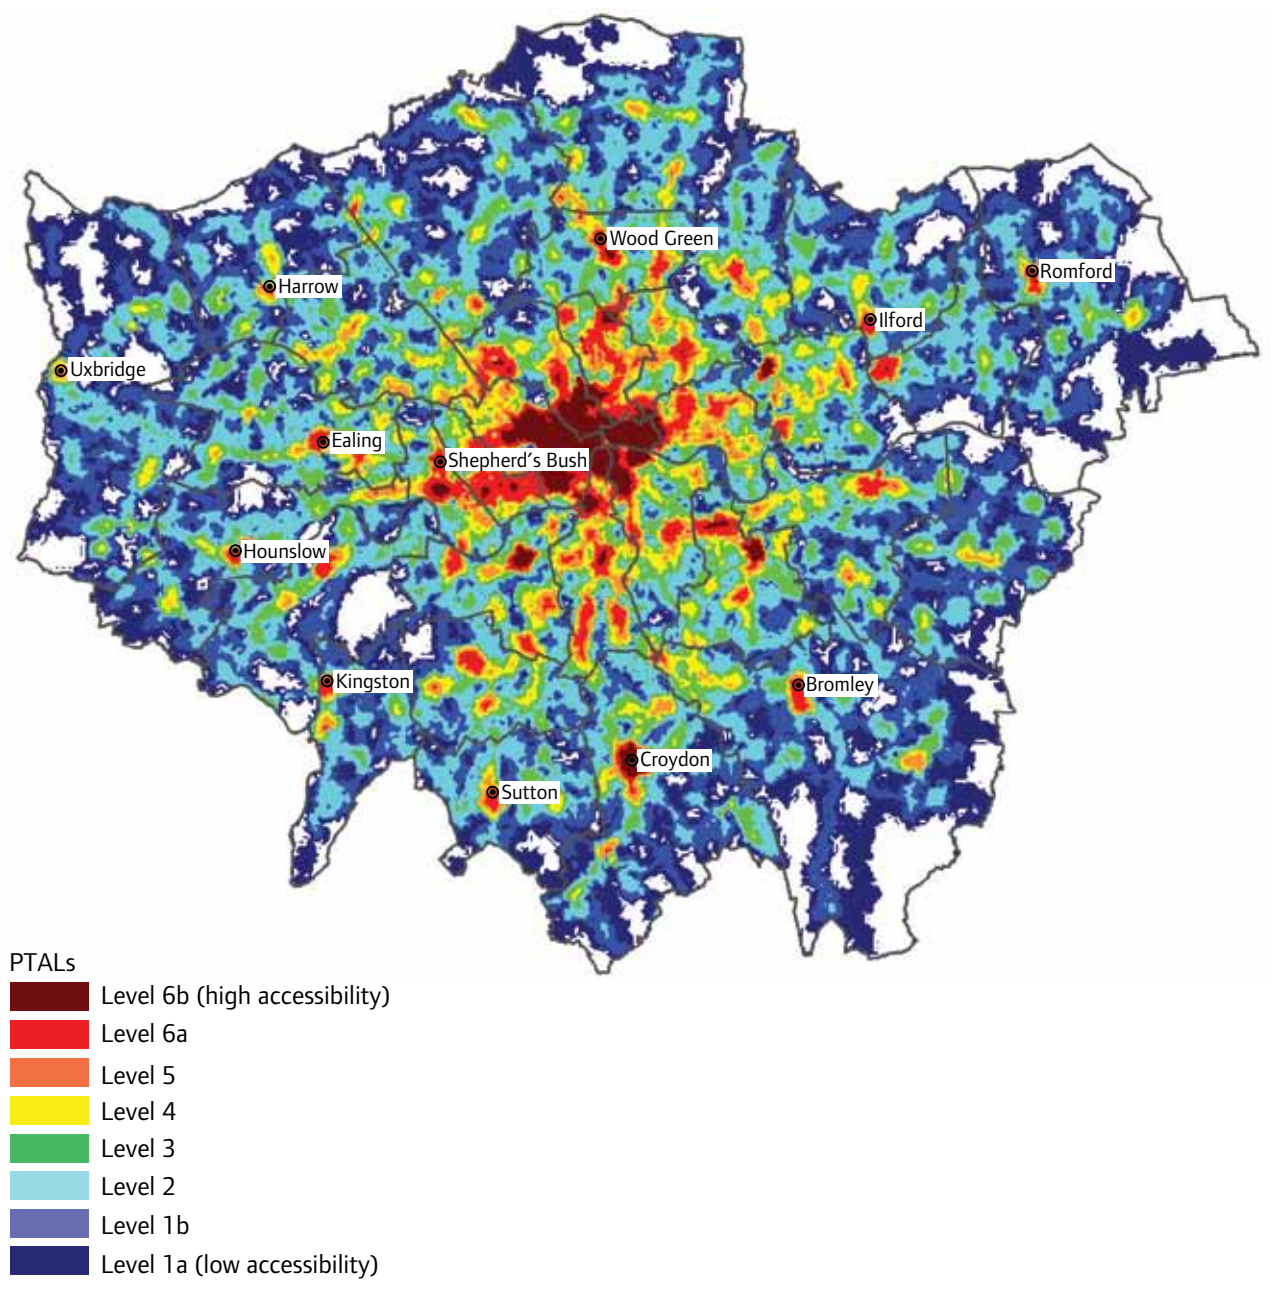 Wood Green
Romford
Harrow
Ilford
Uxbridge
Ealing
Shepherd′s Bush
Hounslow
Kingston
Bromley
Croydon
Sutton
PTALs
Level 6b (high accessibility)
Level 6a
Level 5
Level 4
Level 3
Level 2
Level 1b
Level 1a (low accessibility)